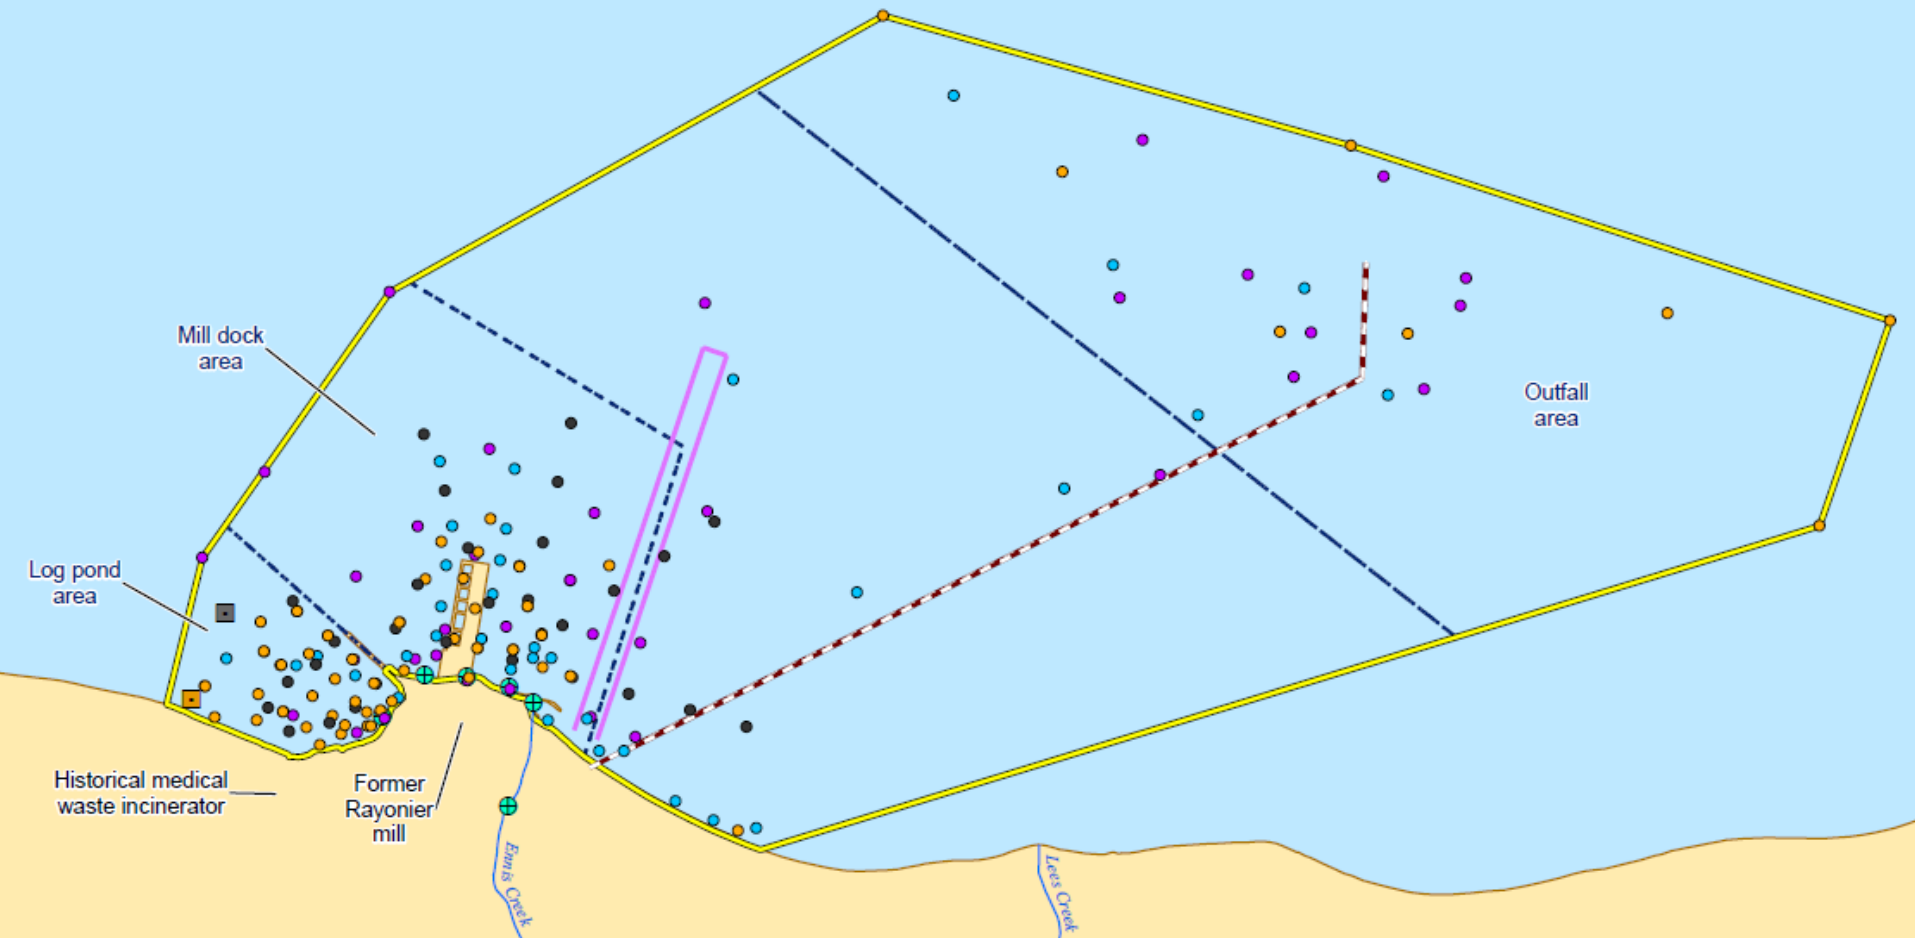 Mill dock
area
Outfall
area
Log pond
area
Historical medical
waste incinerator
Former
Rayonier
mill
Ennis Creek
Lees Creek